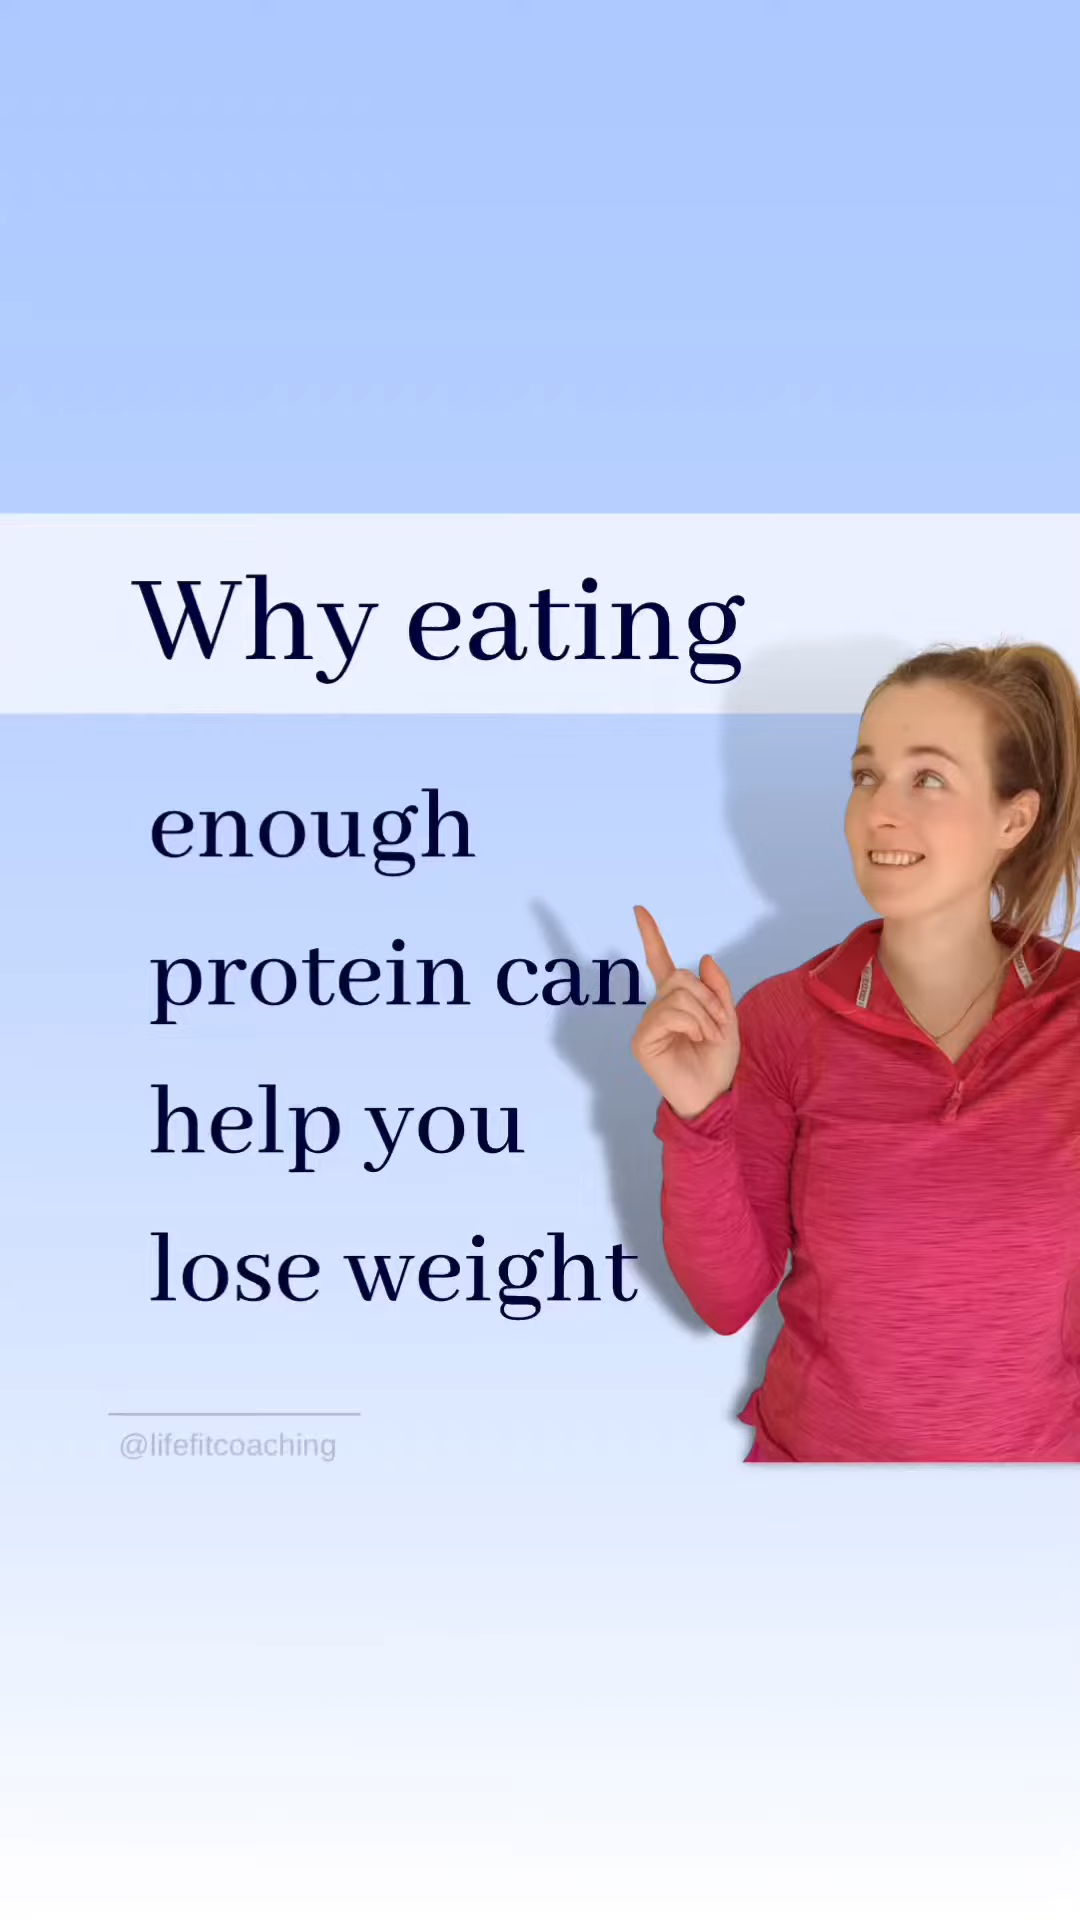 Why eating
enough
protein can
help you
lose weight
@lifefitcoaching